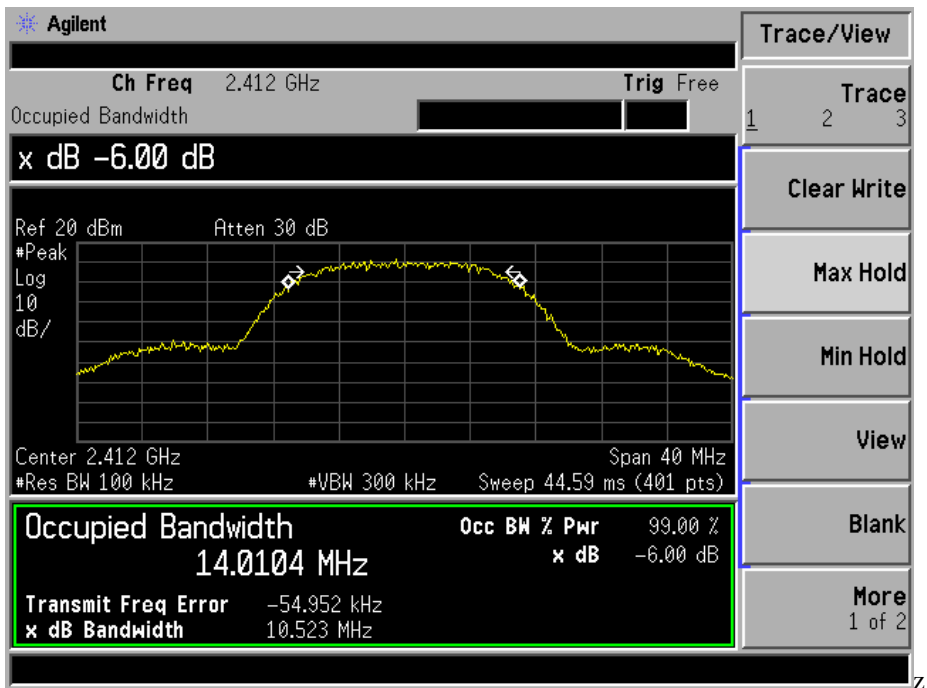 Agilent
Trace/View
Ch Freq 2.412 GHz Trig Free
Occupied Bandwidth
x dB -6.00 dB
Ref 20 dBm Atten 30 dB
#Peak
Log
10
dB/
Center 2.412 GHz Span 40 MHz
#Res BW 100 kHz #VBW 300 kHz Sweep 44.59 ms (401 pts)
Occupied Bandwidth
14.0104 MHz
Occ BW % Pwr 99.00 %
x dB -6.00 dB
Transmit Freq Error -54.952 kHz
x dB Bandwidth 10.523 MHz
Trace
1 2 3
Clear Write
Max Hold
Min Hold
View
Blank
More
1 of 2
z